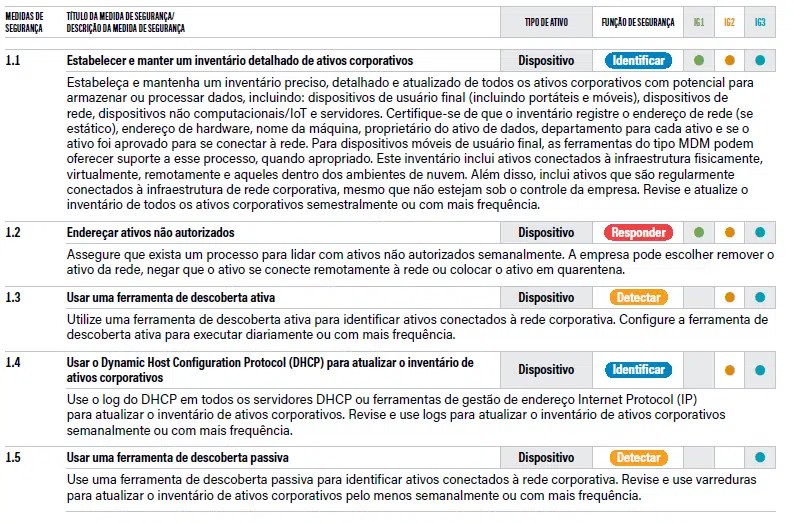 MEDIDAS DE SEGURANÇA
TÍTULO DA MEDIDA DE SEGURANÇA/
DESCRIÇÃO DA MEDIDA DE SEGURANÇA
TIPO DE ATIVO
FUNÇÃO DE SEGURANÇA
IG1
IG2
IG3
1.1 Estabelecer e manter um inventário detalhado de ativos corporativos Dispositivo Identificar
Estabeleça e mantenha um inventário preciso, detalhado e atualizado de todos os ativos corporativos com potencial para
armazenar ou processar dados, incluindo: dispositivos de usuário final (incluindo portáteis e móveis), dispositivos de
rede, dispositivos não computacionais/IoT e servidores. Certifique-se de que o inventário registre o endereço de rede (se
estático), endereço de hardware, nome da máquina, proprietário do ativo de dados, departamento para cada ativo e se o
ativo foi aprovado para se conectar à rede. Para dispositivos móveis de usuário final, as ferramentas do tipo MDM podem
oferecer suporte a esse processo, quando apropriado. Este inventário inclui ativos conectados à infraestrutura fisicamente,
virtualmente, remotamente e aqueles dentro dos ambientes de nuvem. Além disso, inclui ativos que são regularmente
conectados à infraestrutura de rede corporativa, mesmo que não estejam sob o controle da empresa. Revise e atualize o
inventário de todos os ativos corporativos semestralmente ou com mais frequência.
1.2 Endereçar ativos não autorizados Dispositivo Responder
Assegure que exista um processo para lidar com ativos não autorizados semanalmente. A empresa pode escolher remover o
ativo da rede, negar que o ativo se conecte remotamente à rede ou colocar o ativo em quarentena.
1.3 Usar uma ferramenta de descoberta ativa Dispositivo Detectar
Utilize uma ferramenta de descoberta ativa para identificar ativos conectados à rede corporativa. Configure a ferramenta de
descoberta ativa para executar diariamente ou com mais frequência.
1.4 Usar o Dynamic Host Configuration Protocol (DHCP) para atualizar o inventário de
ativos corporativos Dispositivo Identificar
Use o log do DHCP em todos os servidores DHCP ou ferramentas de gestão de endereço Internet Protocol (IP)
para atualizar o inventário de ativos corporativos. Revise e use logs para atualizar o inventário de ativos corporativos
semanalmente ou com mais frequência.
1.5 Usar uma ferramenta de descoberta passiva Dispositivo Detectar
Use uma ferramenta de descoberta passiva para identificar ativos conectados à rede corporativa. Revise e use varreduras
para atualizar o inventário de ativos corporativos pelo menos semanalmente ou com mais frequência.